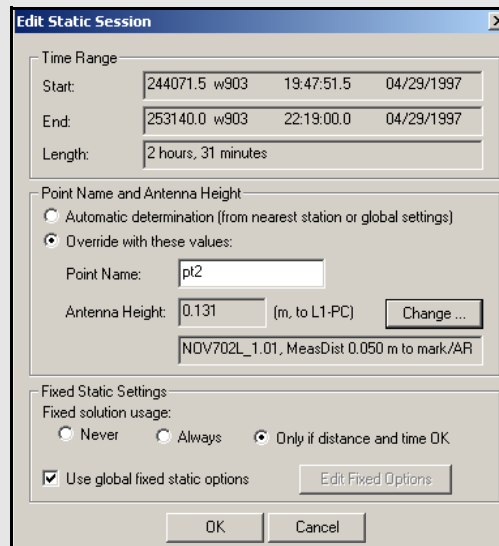 Edit Static Session
Time Range
Start: 244071.5 w903 19:47:51.5 04/29/1997
End: 253140.0 w903 22:19:00.0 04/29/1997
Length: 2 hours, 31 minutes
Point Name and Antenna Height
Automatic determination (from nearest station or global settings)
Override with these values:
Point Name: pt2
Antenna Height: 0.131 (m, to L1-PC) Change ...
NOV702L_1.01, MeasDist 0.050 m to mark/AR
Fixed Static Settings
Fixed solution usage:
Never Always Only if distance and time OK
Use global fixed static options Edit Fixed Options
OK Cancel